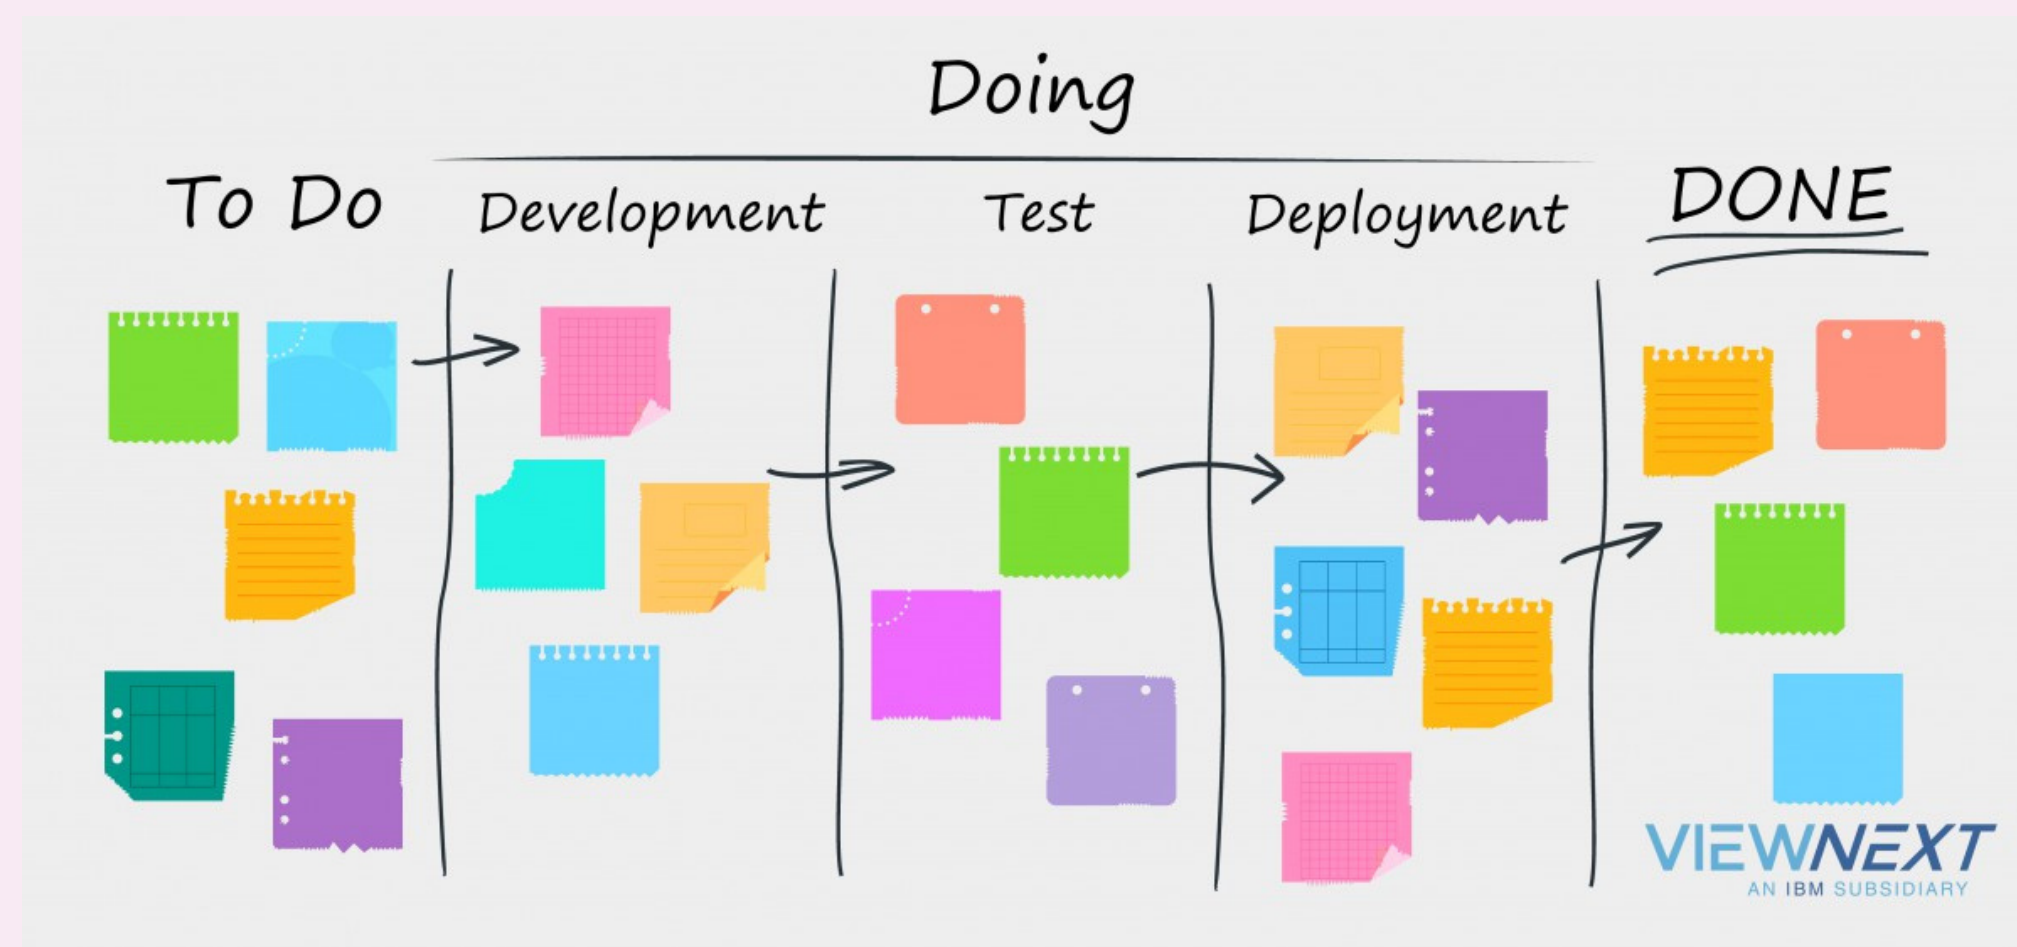 Doing
To Do
Development
Test
Deployment
DONE
VIEWNEXT
AN IBM SUBSIDIARY